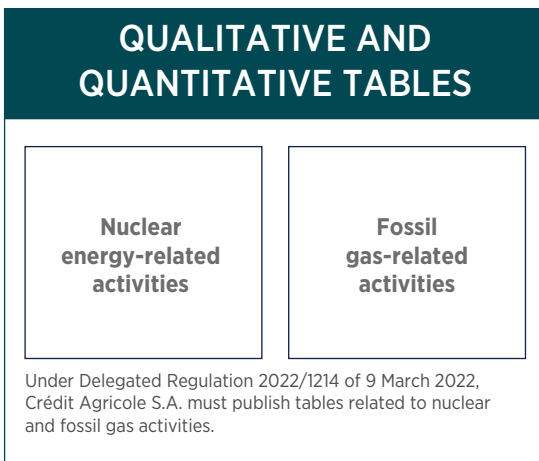 QUALITATIVE AND
QUANTITATIVE TABLES
Nuclear
energy-related
activities
Fossil
gas-related
activities
Under Delegated Regulation 2022/1214 of 9 March 2022,
Crédit Agricole S.A. must publish tables related to nuclear
and fossil gas activities.